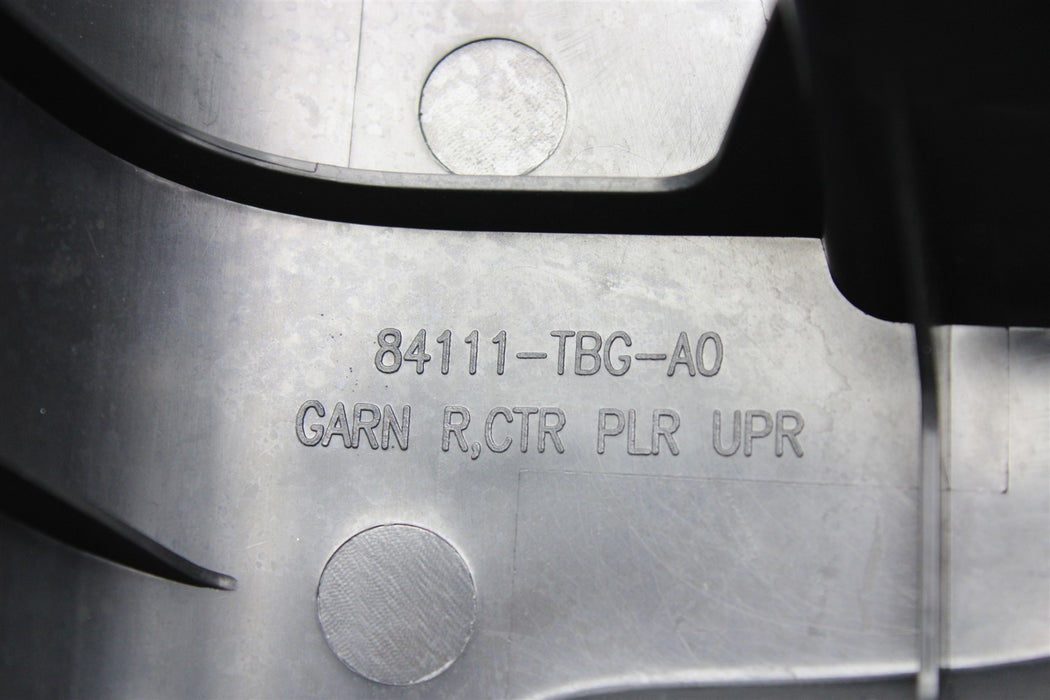 84111-TBG-A0
GARN R,CTR PLR UPR